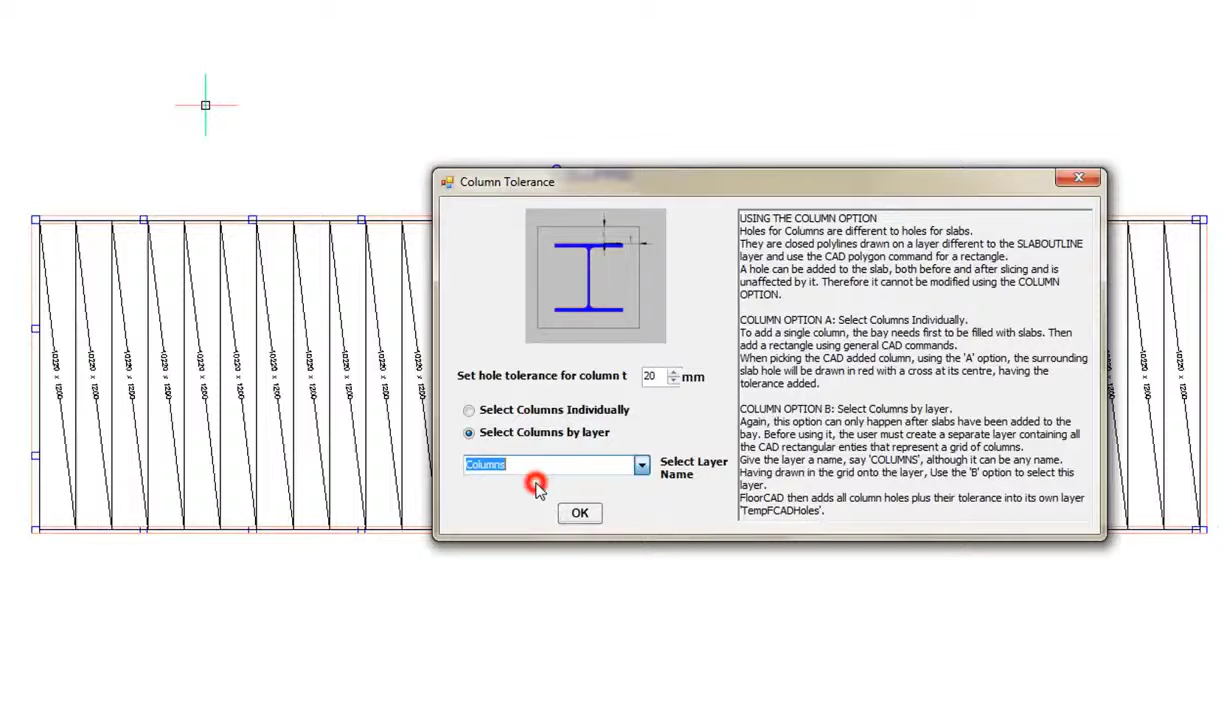 Column Tolerance
USING THE COLUMN OPTION
Holes for Columns are different to holes for slabs.
They are closed polylines drawn on a layer different to the SLABOUTLINE
layer and use the CAD polygon command for a rectangle.
A hole can be added to the slab, both before and after slicing and is
unaffected by it. Therefore it cannot be modified using the COLUMN
OPTION.
COLUMN OPTION A: Select Columns Individually.
To add a single column, the bay needs first to be filled with slabs. Then
add a rectangle using general CAD commands.
When picking the CAD added column, using the 'A' option, the surrounding
slab hole will be drawn in red with a cross at its centre, having the
tolerance added.
COLUMN OPTION B: Select Columns by layer.
Again, this option can only happen after slabs have been added to the
bay. Before using it, the user must create a separate layer containing all
the CAD rectangular enties that represent a grid of columns.
Give the layer a name, say 'COLUMNS', although it can be any name.
Having drawn in the grid onto the layer, Use the 'B' option to select this
layer.
FloorCAD then adds all column holes plus their tolerance into its own layer
'TempFCADHoles'.
Set hole tolerance for column t 20 mm
Select Columns Individually
Select Columns by layer
Columns
Select Layer
Name
OK